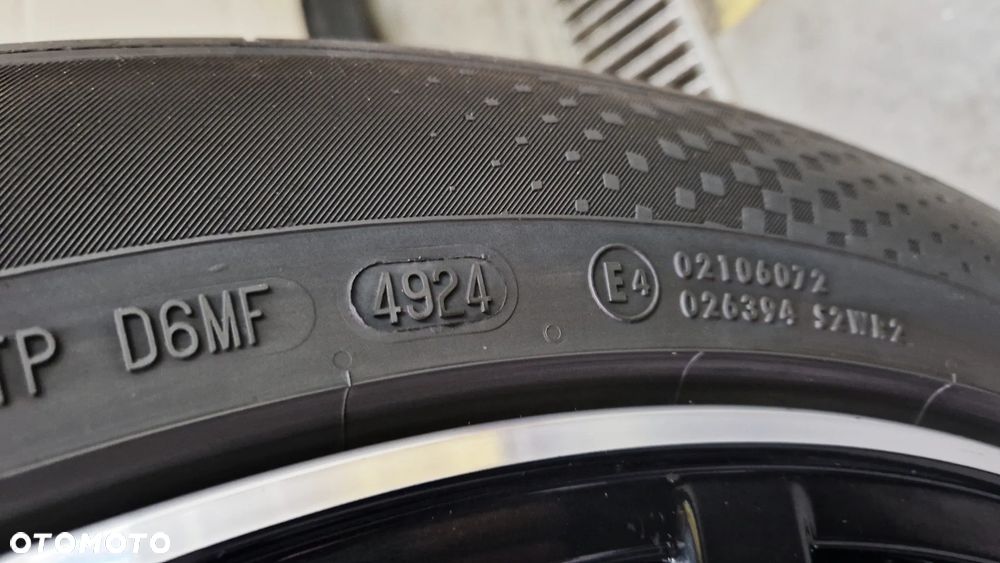 TP D6MF 4924 E4 02106072
026394 S2WR2
OTOMOTO